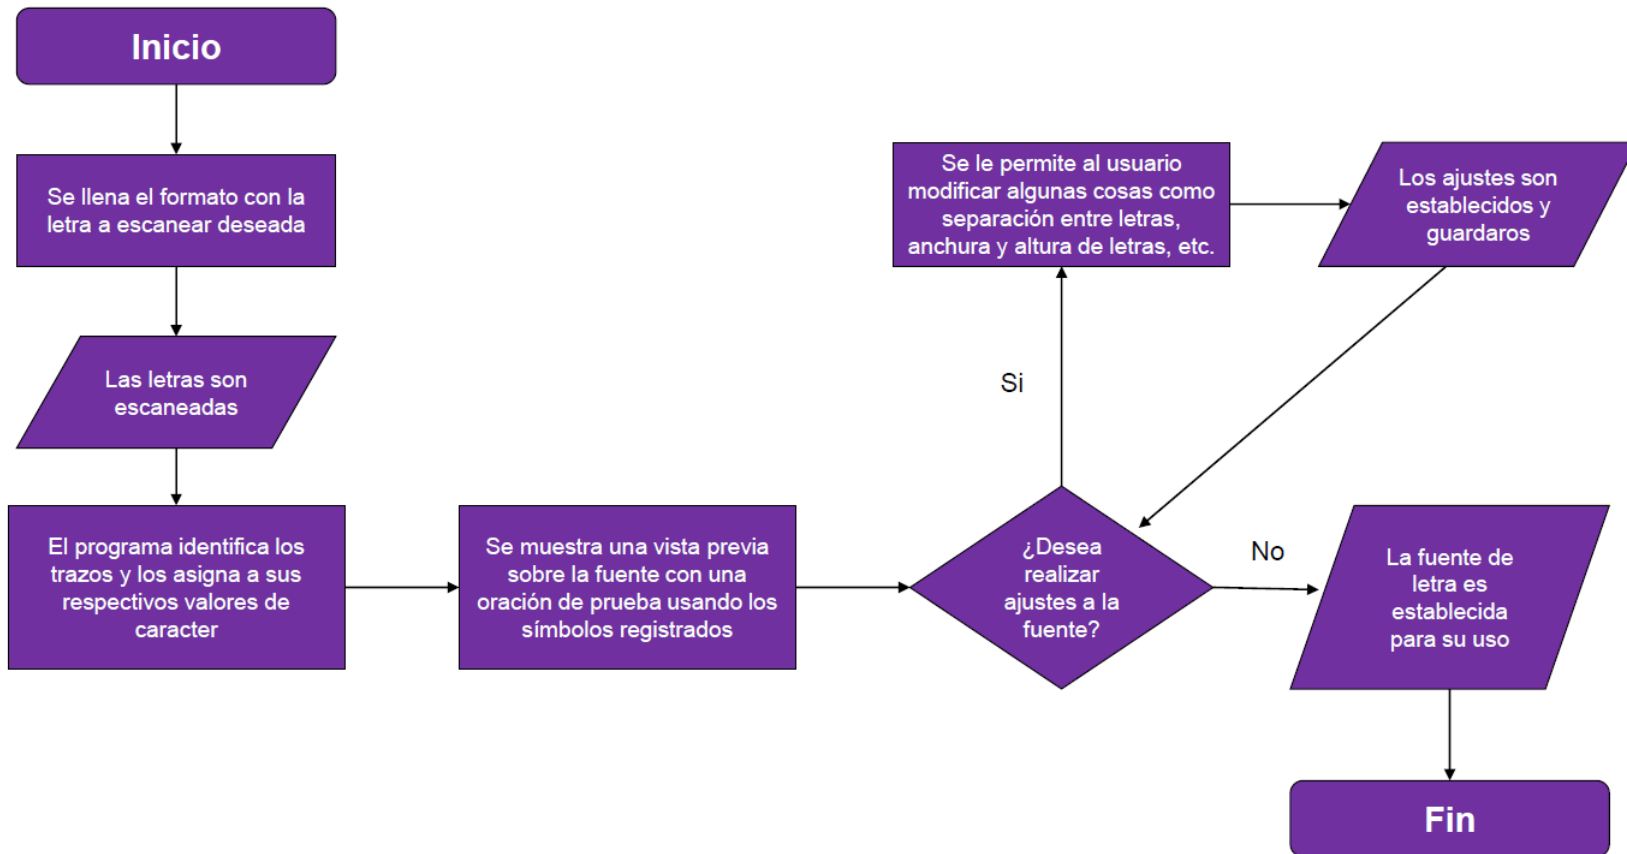 Inicio
Se llena el formato con la
letra a escanear deseada
Las letras son
escaneadas
El programa identifica los
trazos y los asigna a sus
respectivos valores de
caracter
Se muestra una vista previa
sobre la fuente con una
oración de prueba usando los
símbolos registrados
¿Desea
realizar
ajustes a la
fuente?
Si
Se le permite al usuario
modificar algunas cosas como
separación entre letras,
anchura y altura de letras, etc.
Los ajustes son
establecidos y
guardaros
No
La fuente de
letra es
establecida
para su uso
Fin